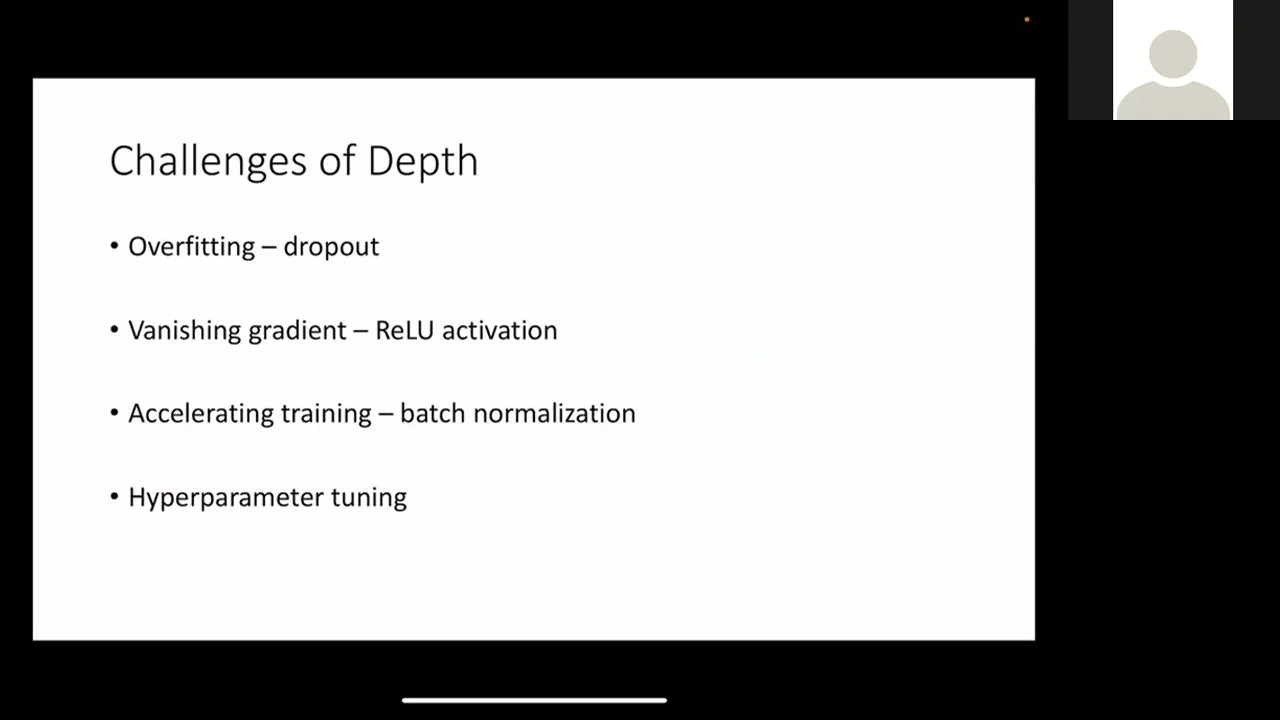 Challenges of Depth
• Overfitting – dropout
• Vanishing gradient – ReLU activation
• Accelerating training – batch normalization
• Hyperparameter tuning